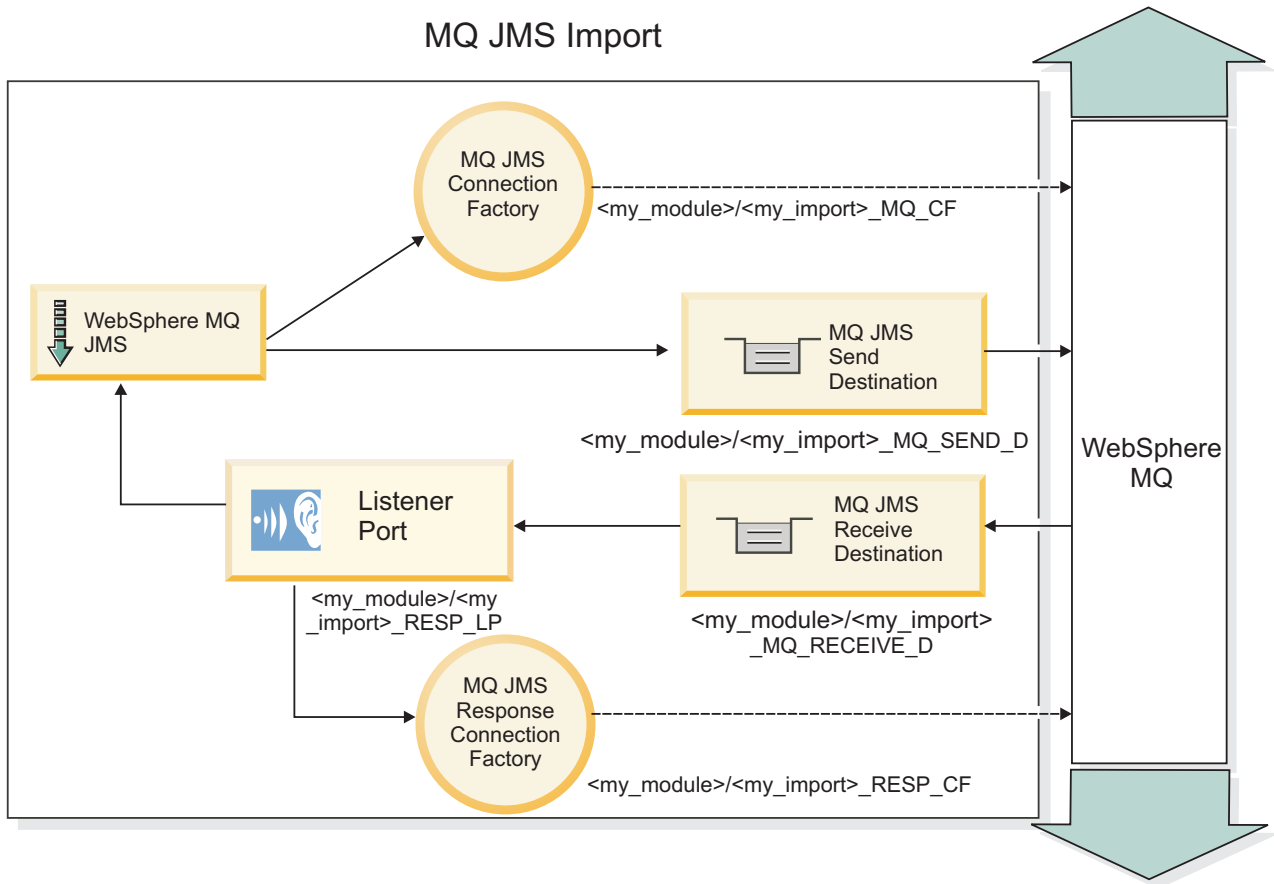 MQ JMS Import
MQ JMS
Connection
Factory
<my_module>/<my_import>_MQ_CF
WebSphere MQ
JMS
MQ JMS
Send
Destination
<my_module>/<my_import>_MQ_SEND_D
WebSphere
MQ
Listener
Port
MQ JMS
Receive
Destination
<my_module>/<my
_import>_RESP_LP
<my_module>/<my_import>
_MQ_RECEIVE_D
MQ JMS
Response
Connection
Factory
<my_module>/<my_import>_RESP_CF